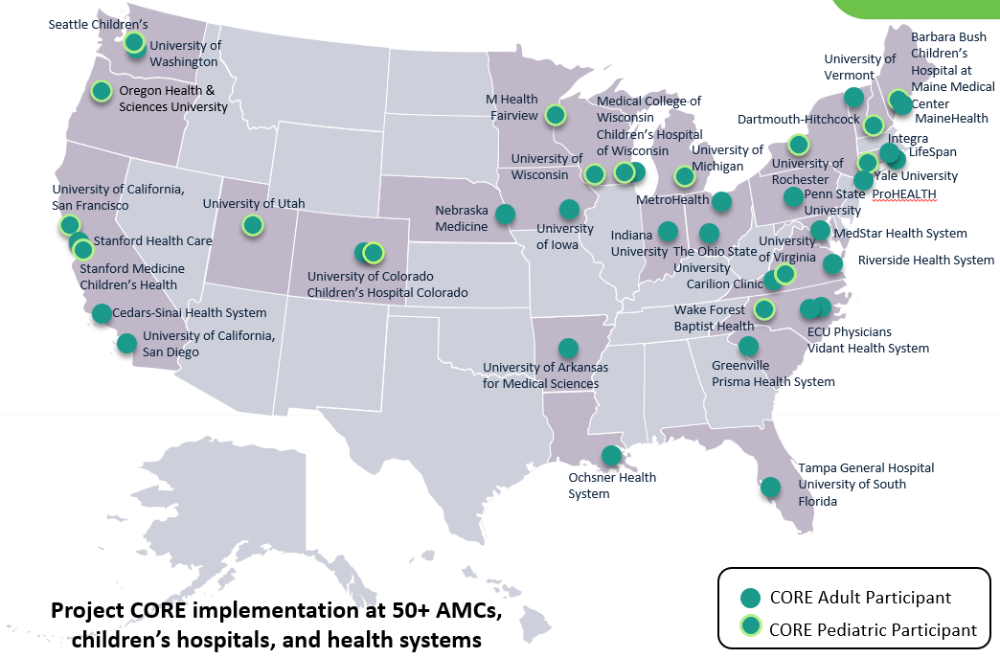 Seattle Children's
University of
Washington
Oregon Health &
Sciences University
University of California,
San Francisco
Stanford Health Care
Stanford Medicine
Children's Health
Cedars-Sinai Health System
University of California,
San Diego
University of Utah
University of Colorado
Children's Hospital Colorado
Nebraska
Medicine
M Health
Fairview
University of
Wisconsin
Medical College of
Wisconsin
Children's Hospital
of Wisconsin
University of
Michigan
University
of Iowa
MetroHealth
Indiana
University
The Ohio State
University
University of Arkansas
for Medical Sciences
Ochsner Health
System
University of
Vermont
Barbara Bush
Children's
Hospital at
Maine Medical
Center
MaineHealth
Dartmouth-Hitchcock
Integra
LifeSpan
University of
Rochester
Yale University
ProHEALTH
Penn State
University
MedStar Health System
University
of Virginia
Riverside Health System
Carilion Clinic
Wake Forest
Baptist Health
ECU Physicians
Vidant Health System
Greenville
Prisma Health System
Tampa General Hospital
University of South
Florida
Project CORE implementation at 50+ AMCs,
children's hospitals, and health systems
CORE Adult Participant
CORE Pediatric Participant